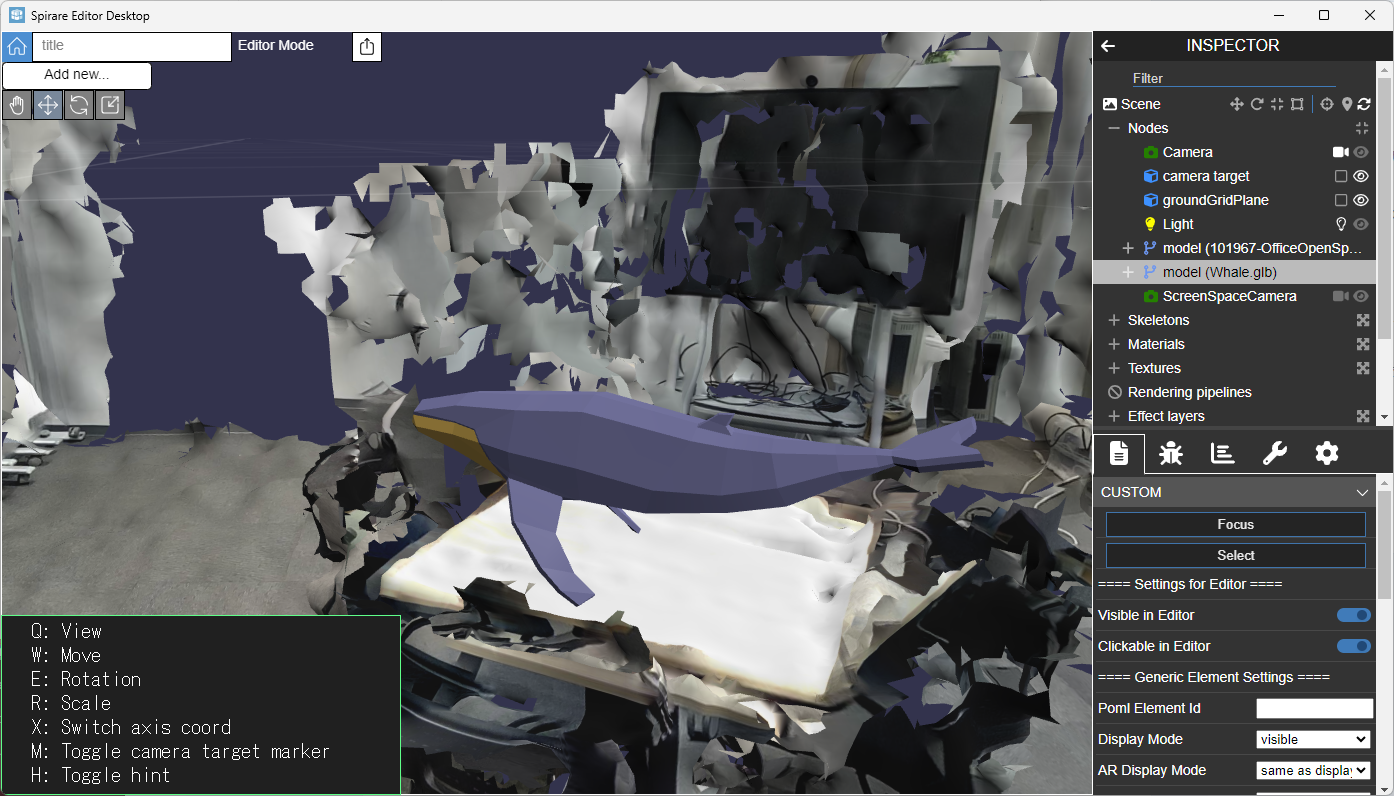 Spirare Editor Desktop
title
Editor Mode
Add new...
Q: View
W: Move
E: Rotation
R: Scale
X: Switch axis coord
M: Toggle camera target marker
H: Toggle hint
INSPECTOR
Filter
Scene
Nodes
Camera
camera target
groundGridPlane
Light
model (101967-OfficeOpenSp...
model (Whale.glb)
ScreenSpaceCamera
Skeletons
Materials
Textures
Rendering pipelines
Effect layers
CUSTOM
Focus
Select
==== Settings for Editor ====
Visible in Editor
Clickable in Editor
==== Generic Element Settings ====
Poml Element Id
Display Mode visible
AR Display Mode same as display